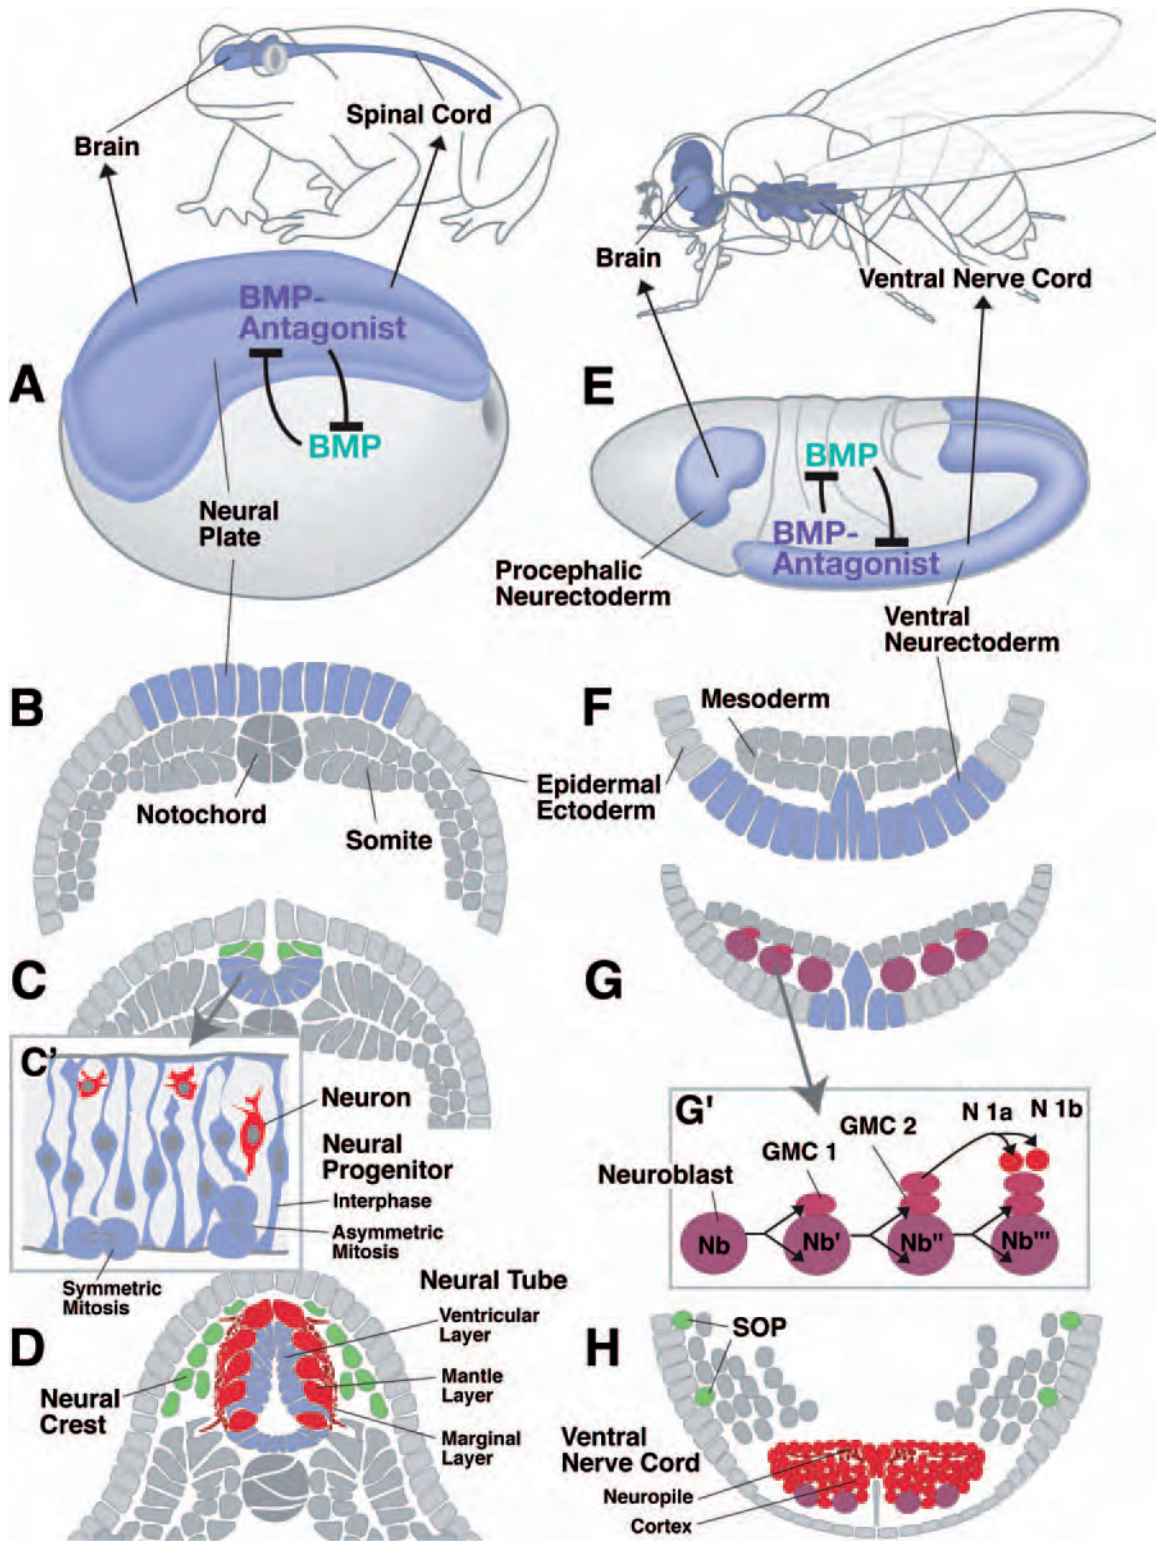 Brain
Spinal Cord
BMP-
Antagonist
BMP
A
Neural
Plate
B
Notochord
Somite
Epidermal
Ectoderm
C
C'
Neuron
Neural
Progenitor
Interphase
Asymmetric
Mitosis
Symmetric
Mitosis
D
Neural Tube
Ventricular
Layer
Mantle
Layer
Marginal
Layer
Neural
Crest
Brain
Ventral Nerve Cord
E
BMP
BMP-
Antagonist
Procephalic
Neurectoderm
Ventral
Neurectoderm
F
Mesoderm
G
G'
Neuroblast
GMC 1
GMC 2
N 1a
N 1b
Nb
Nb'
Nb''
Nb'''
H
SOP
Ventral
Nerve Cord
Neuropile
Cortex